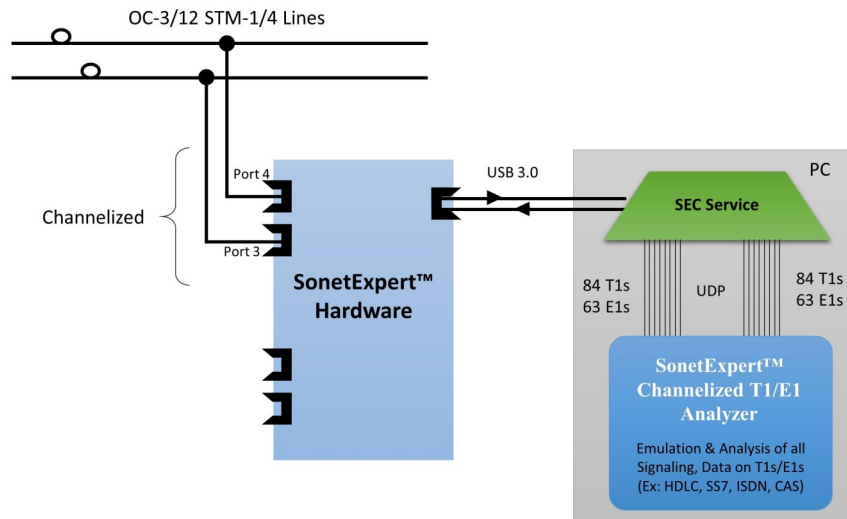 OC-3/12 STM-1/4 Lines
Port 4
Channelized
Port 3
SonetExpert™
Hardware
USB 3.0
PC
SEC Service
84 T1s
63 E1s
UDP
84 T1s
63 E1s
SonetExpert™
Channelized T1/E1
Analyzer
Emulation & Analysis of all
Signaling, Data on T1s/E1s
(Ex: HDLC, SS7, ISDN, CAS)